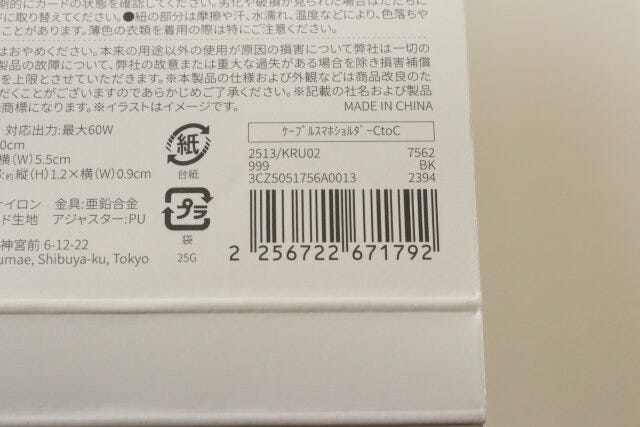 期的にカードの状態を確認してください。劣化や破損が見られた場合はただちに
に取り替えてください。●紐の部分は摩擦や汗、水濡れ、温度などにより、色落ちや
ことがあります。薄色の衣類を着用の際は特にご注意ください。
はおやめください。本来の用途以外の使用が原因の損害について弊社は一切の
製品の故障について、弊社の故意または重大な過失がある場合を除き損害補償
を上限とさせていただきます。※本製品の仕様および外観などは商品改良のた
だくことがございますのであらかじめご了承ください。※記載の社名および製品
商標になります。※イラストはイメージです。 MADE IN CHINA
対応出力:最大60W
0cm
横(W)5.5cm
:約縦(H)1.2×横(W)0.9cm
ナイロン 金具:亜鉛合金
ド生地 アジャスター:PU
神宮前 6-12-22
umae, Shibuya-ku, Tokyo
紙
台紙
プラ
袋
25G
ｹｰﾌﾞﾙｽﾏﾎｼｮﾙﾀﾞｰCtoC
2513/KRU02 7562
999 BK
3CZ5051756A0013 2394
2 256722 671792